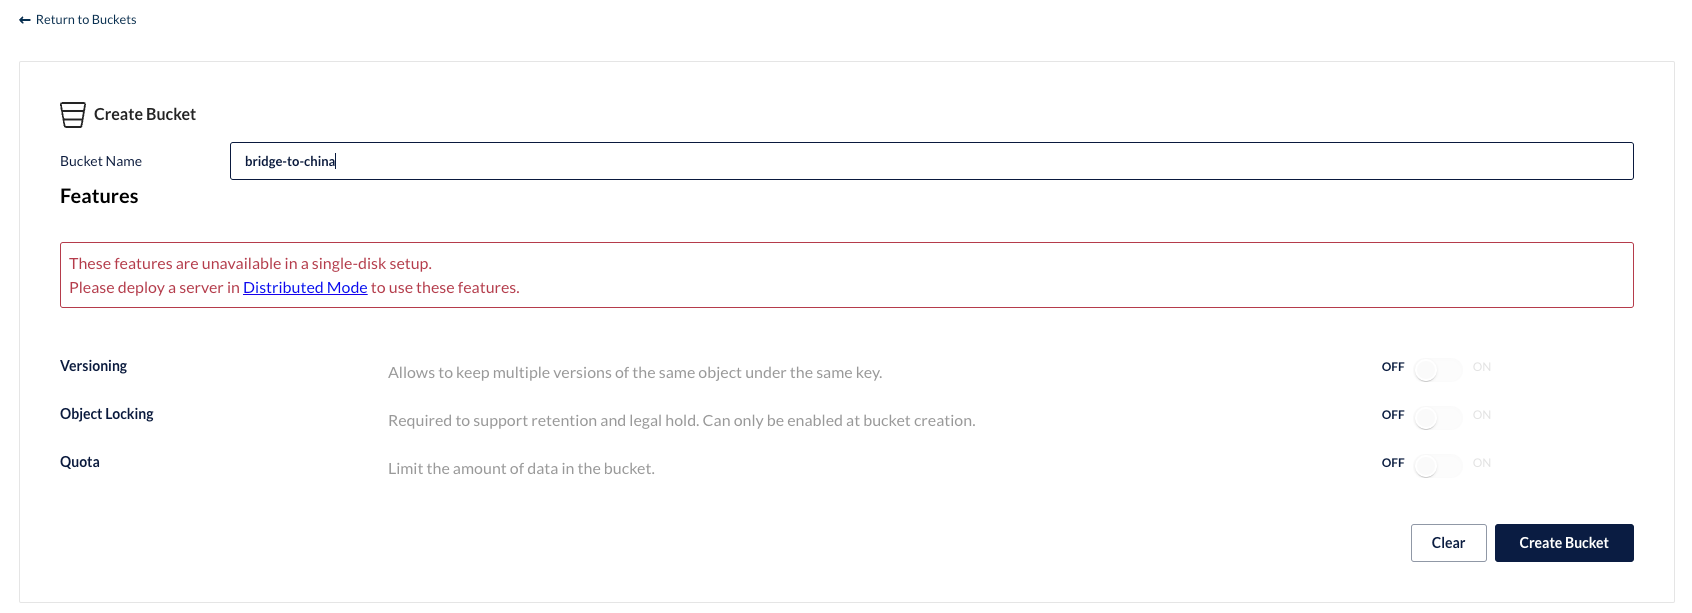 Return to Buckets
Create Bucket
Bucket Name
bridge-to-china
Features
These features are unavailable in a single-disk setup.
Please deploy a server in Distributed Mode to use these features.
Versioning
Allows to keep multiple versions of the same object under the same key.
OFF ON
Object Locking
Required to support retention and legal hold. Can only be enabled at bucket creation.
OFF ON
Quota
Limit the amount of data in the bucket.
OFF ON
Clear
Create Bucket